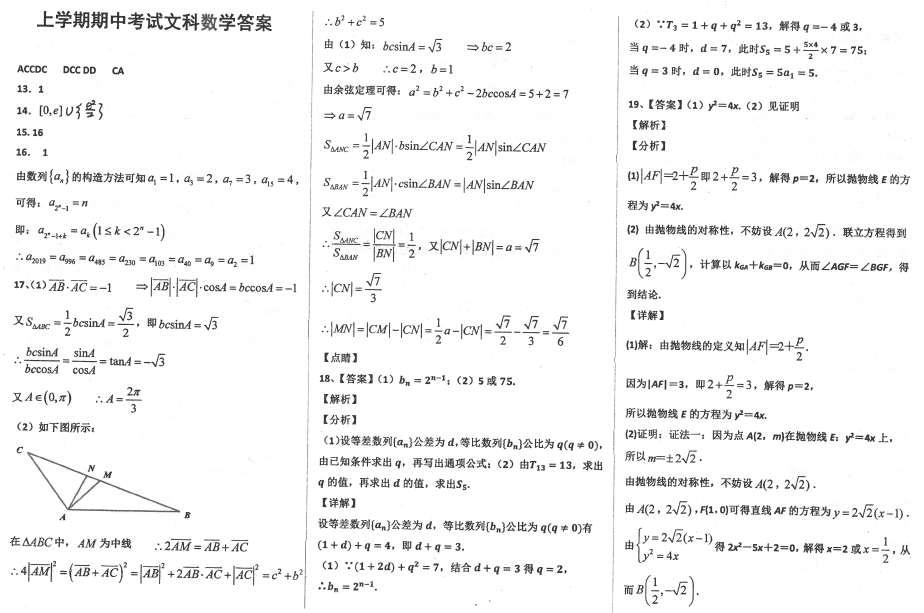 上学期期中考试文科数学答案
ACCDC DCC DD CA
13. 1
14. [0,e]∪{e²/2}
15. 16
16. 1
由数列{aₙ}的构造方法可知a₁=1，a₃=2，a₇=3，a₁₅=4，
可得：a_{2ⁿ-1}=n
即：a_{2ⁿ-1+k}=a_k(1≤k<2ⁿ-1)
∴a₂₀₁₉=a₉₉₆=a₄₈₅=a₂₃₀=a₁₀₃=a₄₀=a₉=a₂=1
17、(1) AB·AC=-1 ⇒|AB|·|AC|·cosA=bccosA=-1
又S_{ΔABC}=1/2 bcsinA=√3/2，即bcsinA=√3
∴bcsinA/bccosA=sinA/cosA=tanA=-√3
又A∈(0,π) ∴A=2π/3
（2）如下图所示：
C
N
M
A
B
在ΔABC中，AM为中线 ∴2AM=AB+AC
∴4|AM|²=(AB+AC)²=|AB|²+2AB·AC+|AC|²=c²+b²
∴b²+c²=5
由（1）知：bcsinA=√3 ⇒bc=2
又c>b ∴c=2，b=1
由余弦定理可得：a²=b²+c²-2bccosA=5+2=7
⇒a=√7
S_{ΔANC}=1/2|AN|·bsin∠CAN=1/2|AN|sin∠CAN
S_{ΔBAN}=1/2|AN|·csin∠BAN=|AN|sin∠BAN
又∠CAN=∠BAN
∴S_{ΔANC}/S_{ΔBAN}=|CN|/|BN|=1/2，又|CN|+|BN|=a=√7
∴|CN|=√7/3
∴|MN|=|CM|-|CN|=1/2 a-|CN|=√7/2-√7/3=√7/6
【点睛】
18、【答案】（1）bₙ=2ⁿ⁻¹；（2）5或75.
【解析】
【分析】
（1）设等差数列{aₙ}公差为d，等比数列{bₙ}公比为q(q≠0)，
由已知条件求出q，再写出通项公式；（2）由T₁₃=13，求出
q的值，再求出d的值，求出S₅.
【详解】
设等差数列{aₙ}公差为d，等比数列{bₙ}公比为q(q≠0)有
(1+d)+q=4，即d+q=3.
（1）∵(1+2d)+q²=7，结合d+q=3得q=2，
∴bₙ=2ⁿ⁻¹.
（2）∵T₃=1+q+q²=13，解得q=-4或3，
当q=-4时，d=7，此时S₅=5+5×4/2×7=75；
当q=3时，d=0，此时S₅=5a₁=5.
19、【答案】（1）y²=4x.（2）见证明
【解析】
【分析】
(1)|AF|=2+p/2即2+p/2=3，解得p=2，所以抛物线E的方
程为y²=4x.
(2) 由抛物线的对称性，不妨设A(2，2√2)．联立方程得到
B(1/2,-√2)，计算以k_{GA}+k_{GB}=0，从而∠AGF=∠BGF，得
到结论.
【详解】
(1)解：由抛物线的定义知|AF|=2+p/2.
因为|AF|=3，即2+p/2=3，解得p=2，
所以抛物线E的方程为y²=4x.
(2)证明：证法一：因为点A(2，m)在抛物线E：y²=4x上，
所以m=±2√2．
由抛物线的对称性，不妨设A(2，2√2)．
由A(2，2√2)，F(1,0)可得直线AF的方程为y=2√2(x-1)．
由{y=2√2(x-1) y²=4x 得2x²-5x+2=0，解得x=2或x=1/2，从
而B(1/2,-√2)．